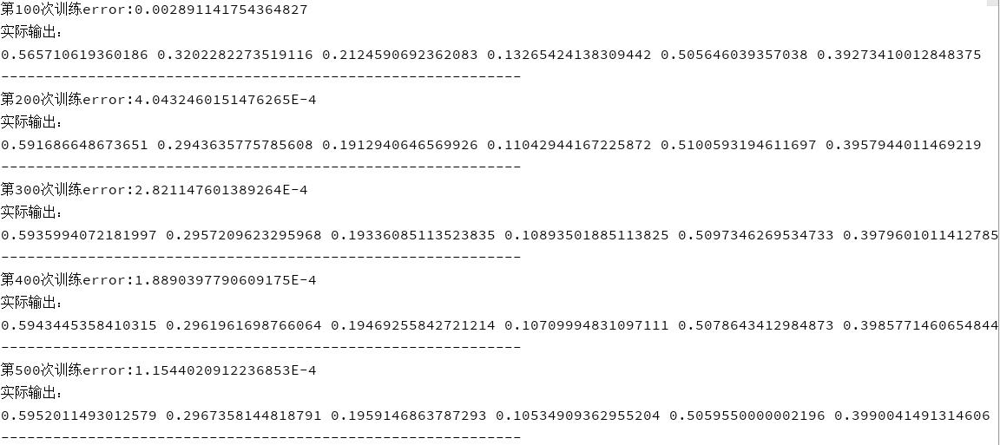 第100次训练error:0.002891141754364827
实际输出:
0.565710619360186 0.3202282273519116 0.2124590692362083 0.13265424138309442 0.505646039357038 0.39273410012848375
------------------------------------------------------------
第200次训练error:4.0432460151476265E-4
实际输出:
0.591686648673651 0.2943635775785608 0.1912940646569926 0.11042944167225872 0.5100593194611697 0.3957944011469219
------------------------------------------------------------
第300次训练error:2.821147601389264E-4
实际输出:
0.5935994072181997 0.2957209623295968 0.19336085113523835 0.10893501885113825 0.5097346269534733 0.3979601011412785
------------------------------------------------------------
第400次训练error:1.8890397790609175E-4
实际输出:
0.5943445358410315 0.2961961698766064 0.19469255842721214 0.10709994831097111 0.5078643412984873 0.3985771460654844
------------------------------------------------------------
第500次训练error:1.1544020912236853E-4
实际输出:
0.5952011493012579 0.2967358144818791 0.1959146863787293 0.10534909362955204 0.5059550000002196 0.3990041491314606
------------------------------------------------------------